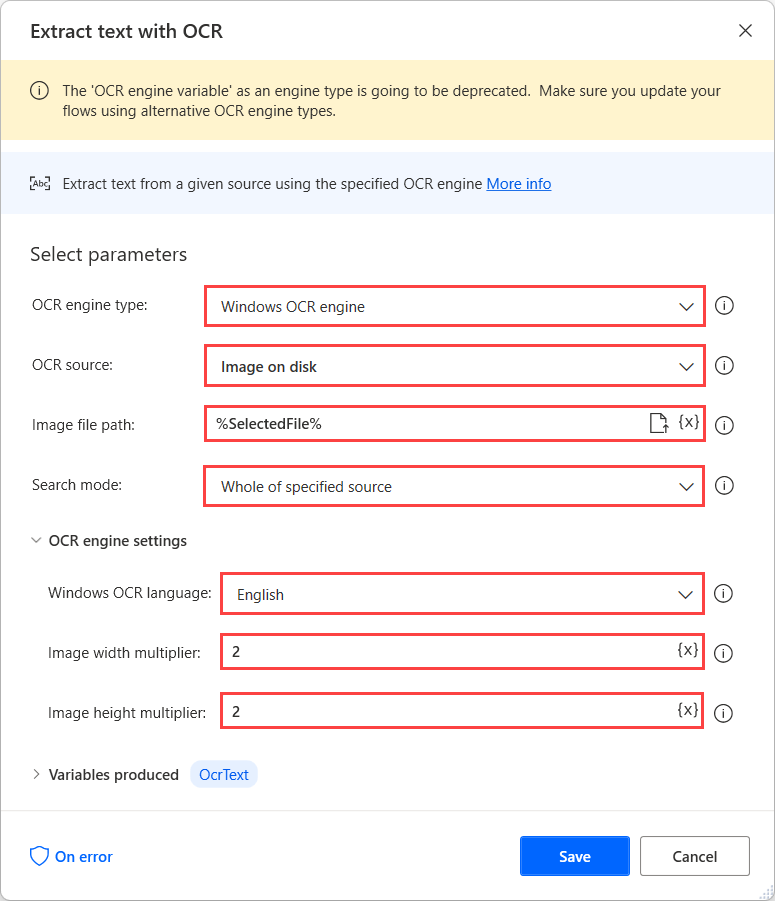 Extract text with OCR
The 'OCR engine variable' as an engine type is going to be deprecated.  Make sure you update your
flows using alternative OCR engine types.
Abc Extract text from a given source using the specified OCR engine More info
Select parameters
OCR engine type: Windows OCR engine
OCR source: Image on disk
Image file path: %SelectedFile% {x}
Search mode: Whole of specified source
OCR engine settings
Windows OCR language: English
Image width multiplier: 2 {x}
Image height multiplier: 2 {x}
Variables produced OcrText
On error Save Cancel